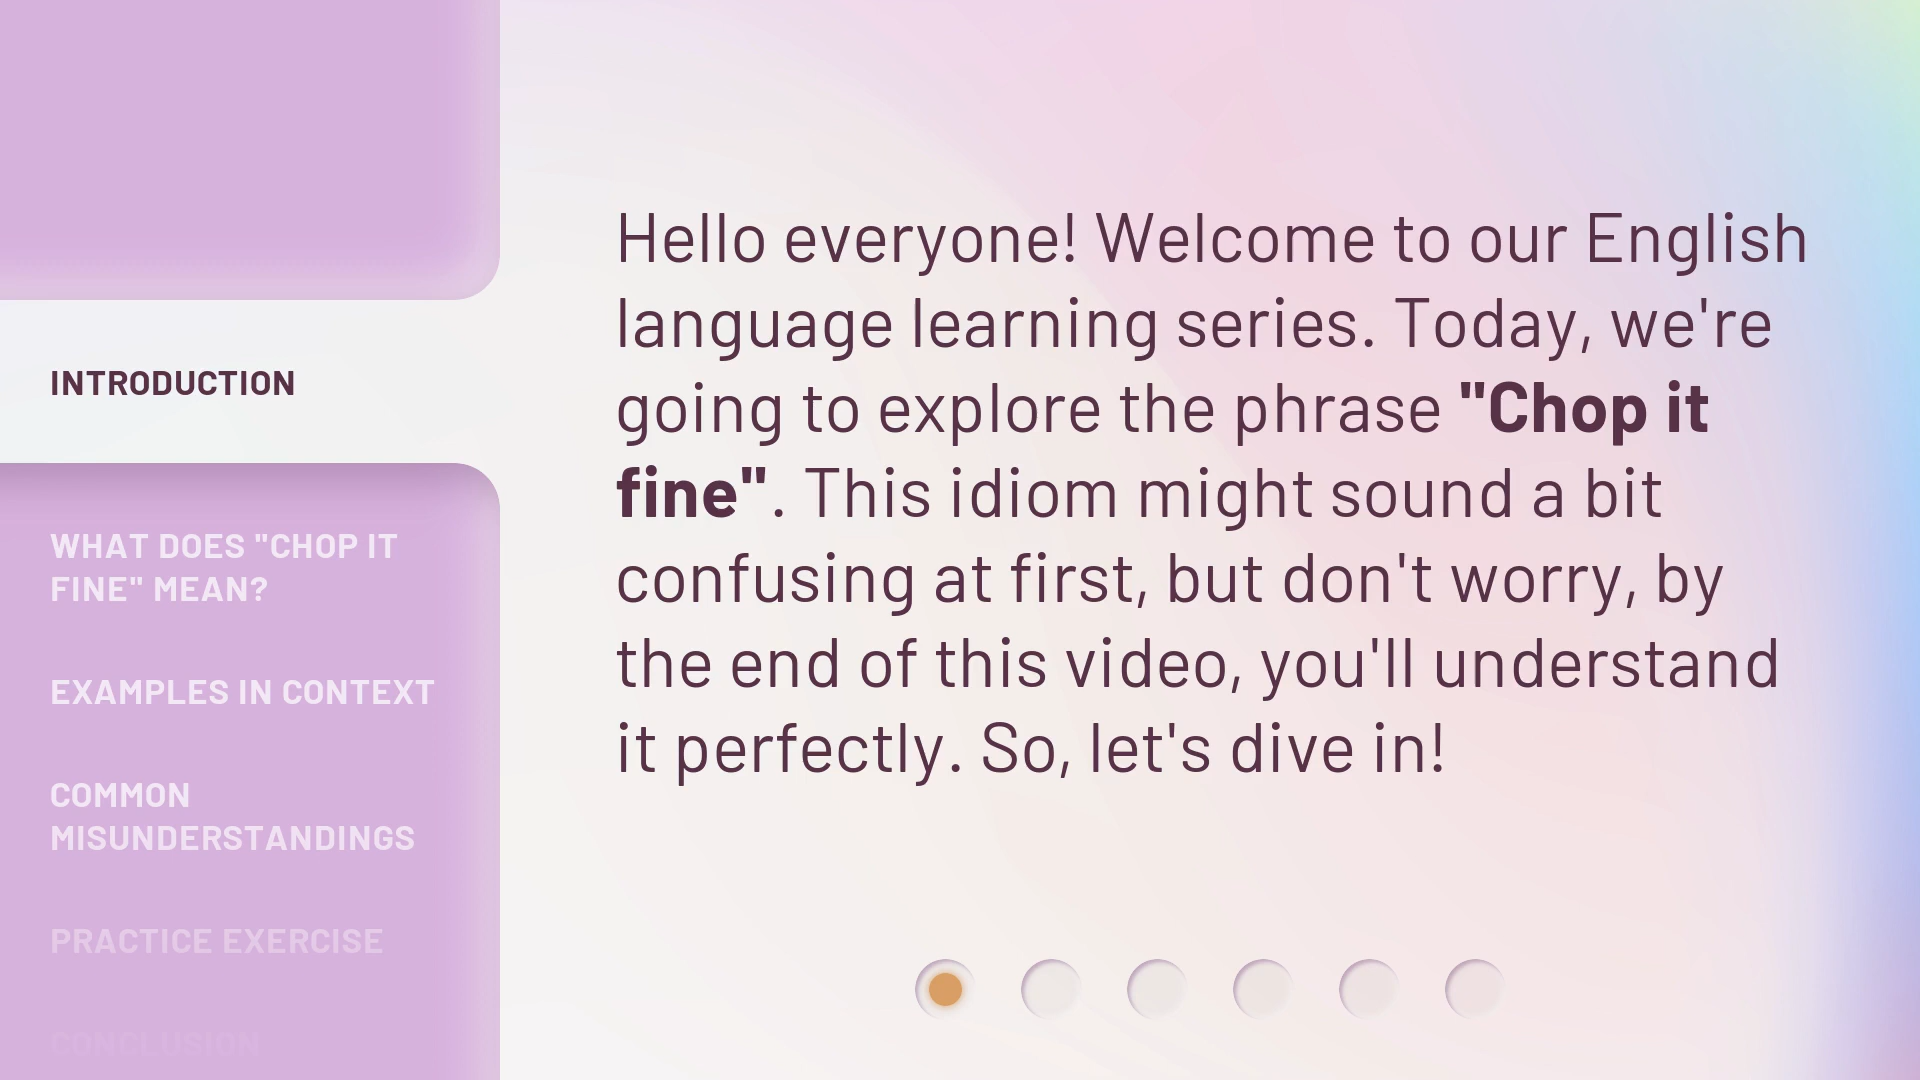 INTRODUCTION
WHAT DOES "CHOP IT
FINE" MEAN?
EXAMPLES IN CONTEXT
COMMON
MISUNDERSTANDINGS
PRACTICE EXERCISE
CONCLUSION
Hello everyone! Welcome to our English
language learning series. Today, we're
going to explore the phrase "Chop it
fine". This idiom might sound a bit
confusing at first, but don't worry, by
the end of this video, you'll understand
it perfectly. So, let's dive in!